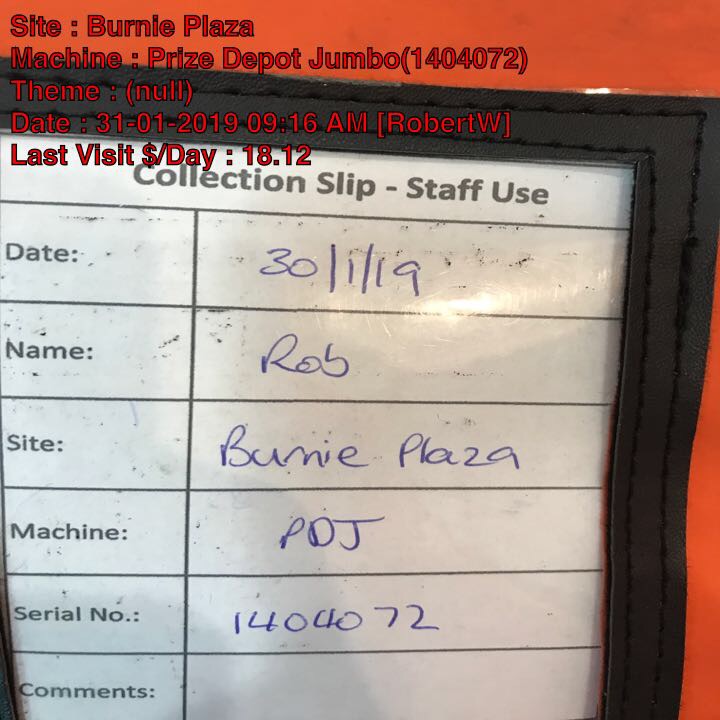 Site : Burnie Plaza
Machine : Prize Depot Jumbo(1404072)
Theme : (null)
Date : 31-01-2019 09:16 AM [RobertW]
Last Visit $/Day : 18.12
Collection Slip - Staff Use
Date: 30/1/19
Name: Rob
Site: Burnie Plaza
Machine: PDJ
Serial No.: 1404072
Comments: